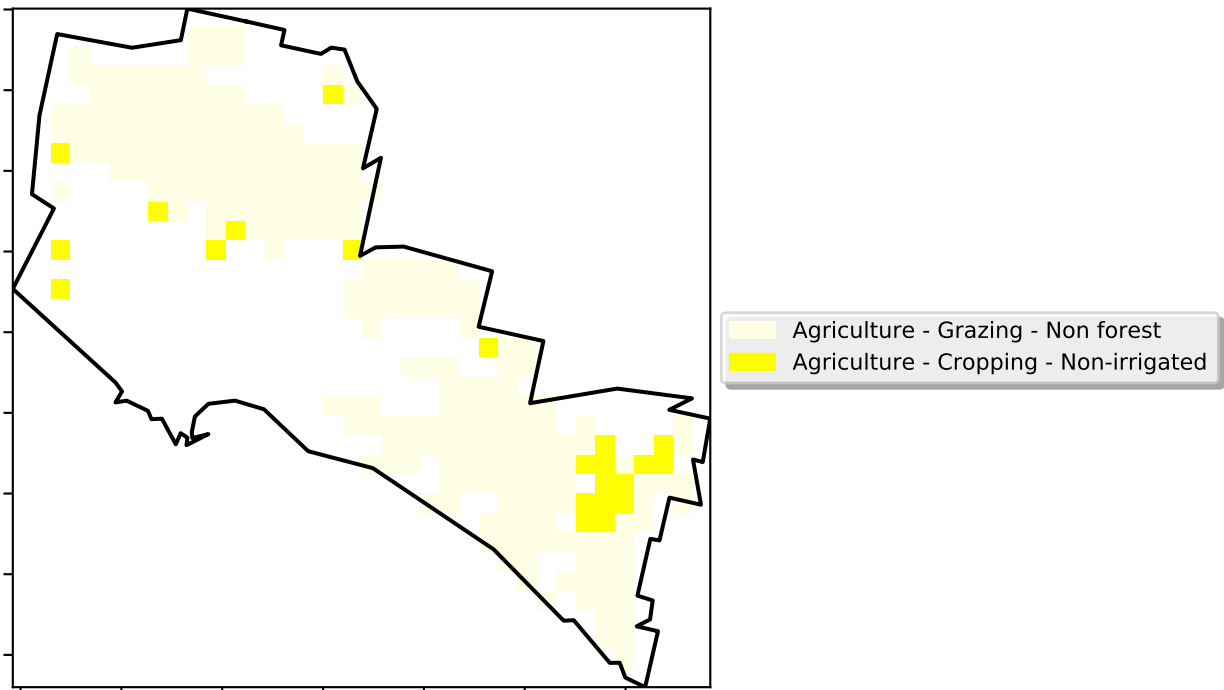 Agriculture - Grazing - Non forest
Agriculture - Cropping - Non-irrigated